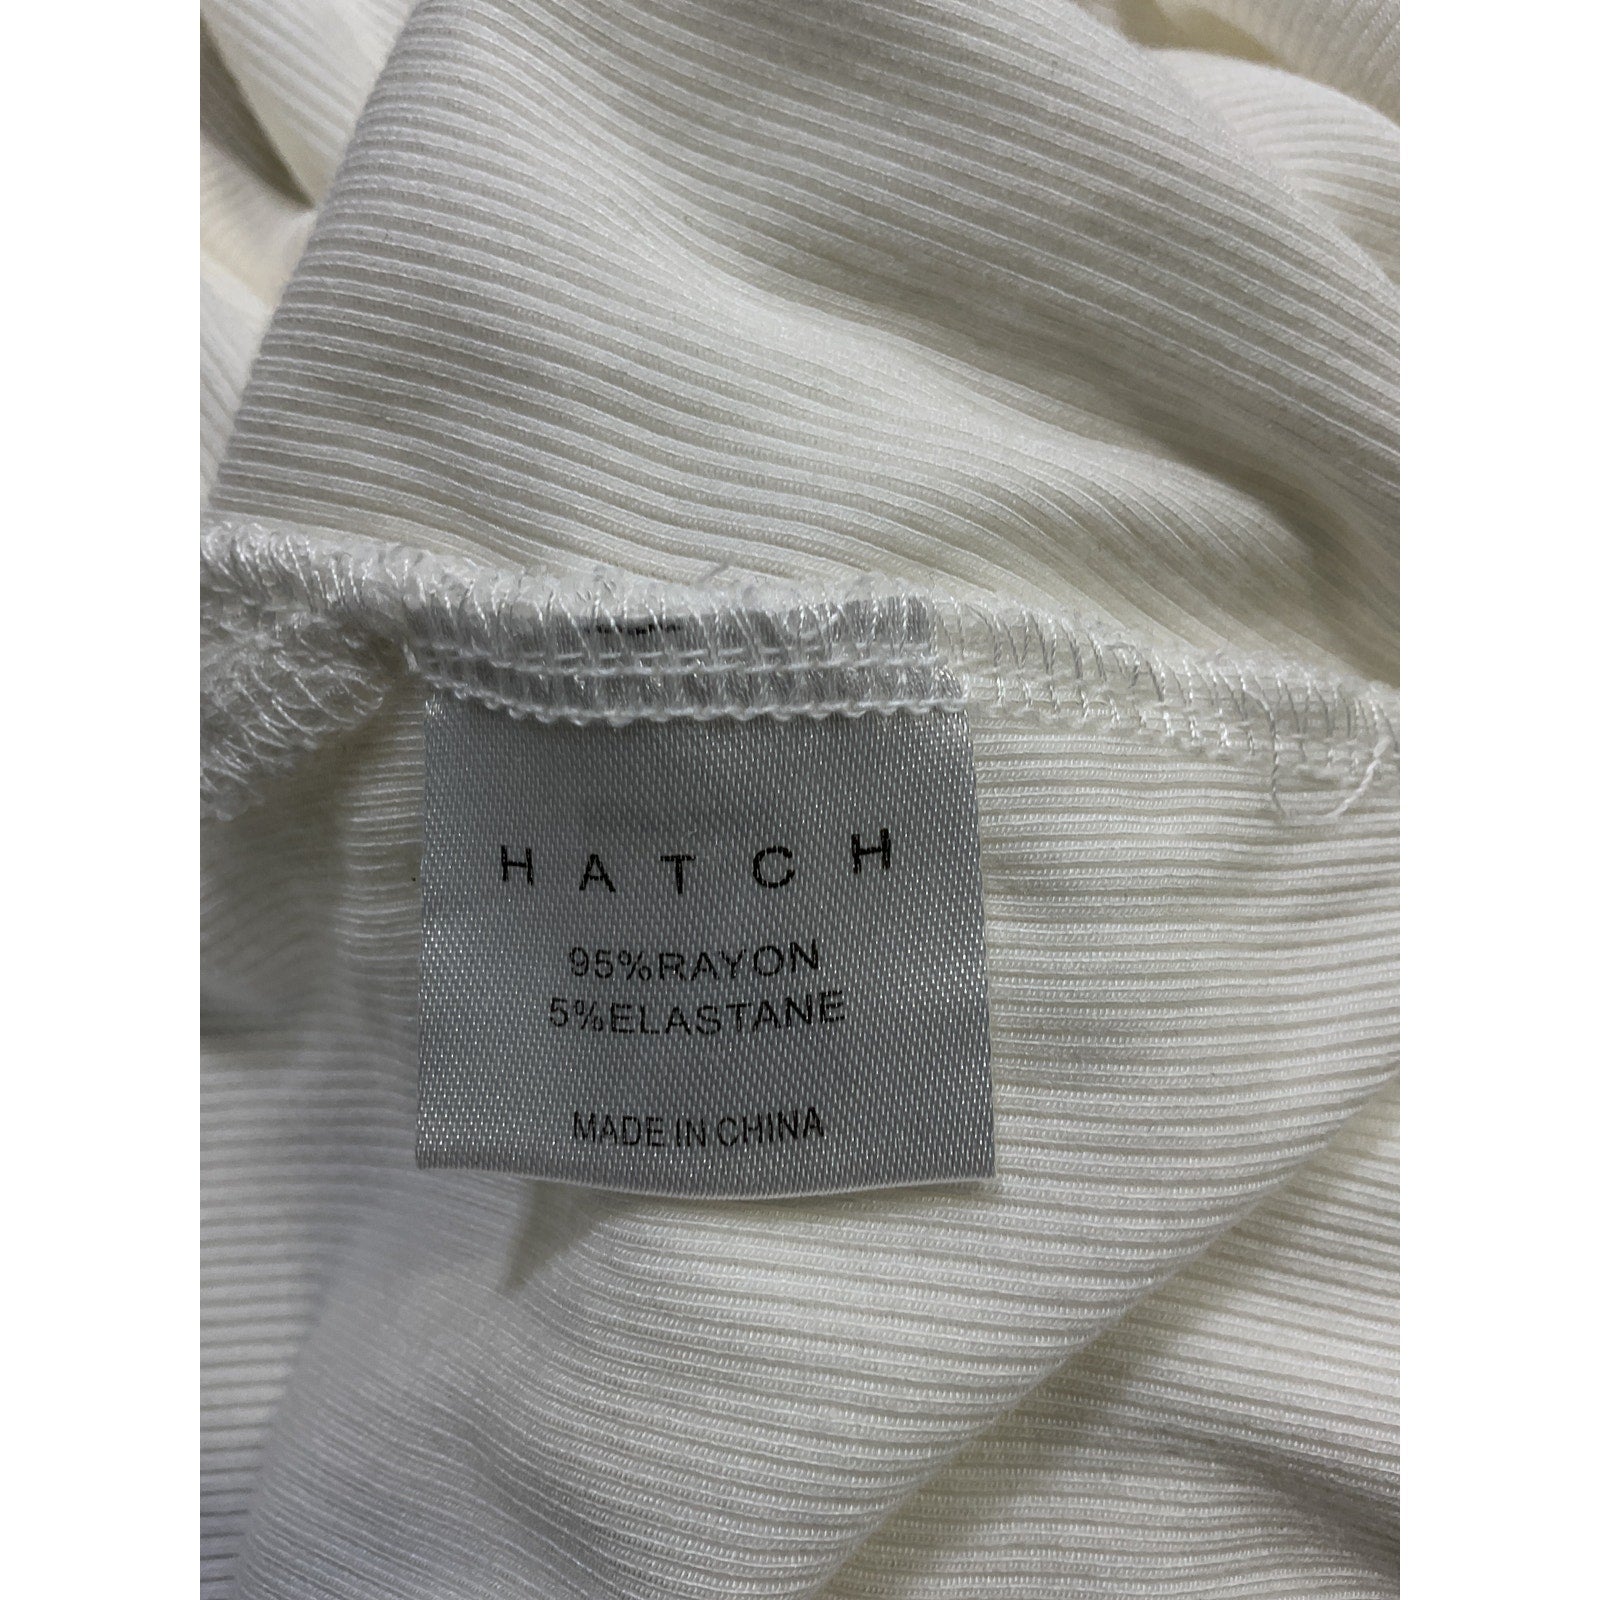 HATCH
95%RAYON
5%ELASTANE
MADE IN CHINA